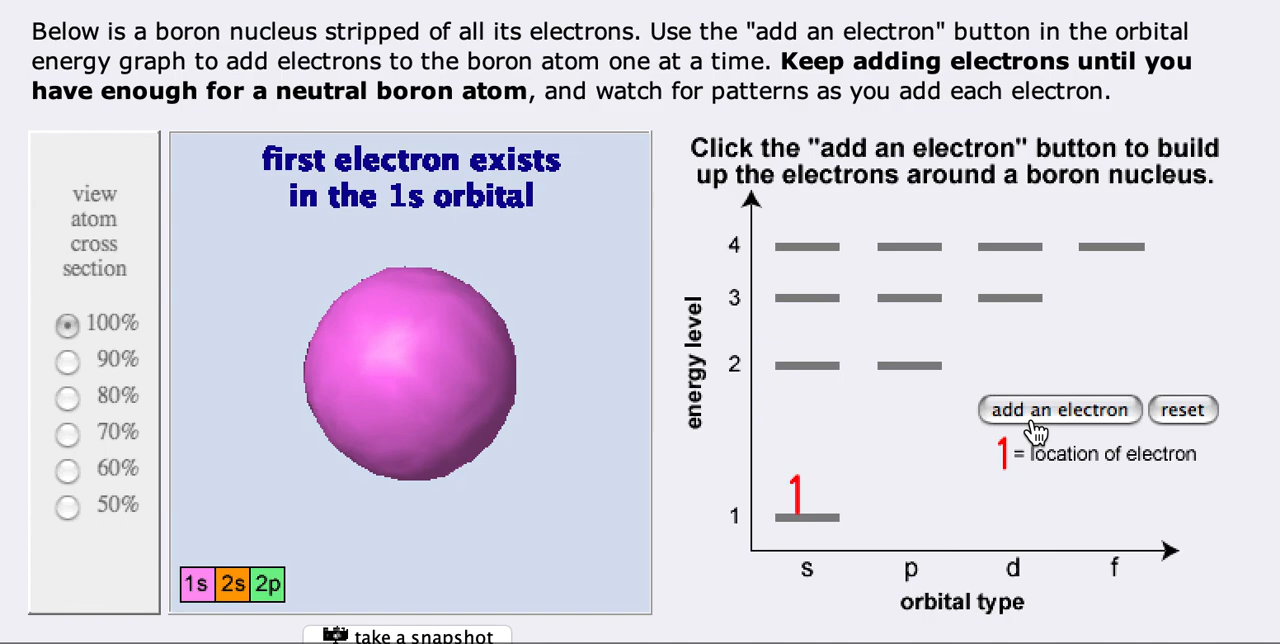 Below is a boron nucleus stripped of all its electrons. Use the "add an electron" button in the orbital
energy graph to add electrons to the boron atom one at a time. Keep adding electrons until you
have enough for a neutral boron atom, and watch for patterns as you add each electron.
view
atom
cross
section
100%
90%
80%
70%
60%
50%
first electron exists
in the 1s orbital
1s 2s 2p
take a snapshot
Click the "add an electron" button to build
up the electrons around a boron nucleus.
energy level
4
3
2
1
add an electron reset
1 = location of electron
1
s p d f
orbital type